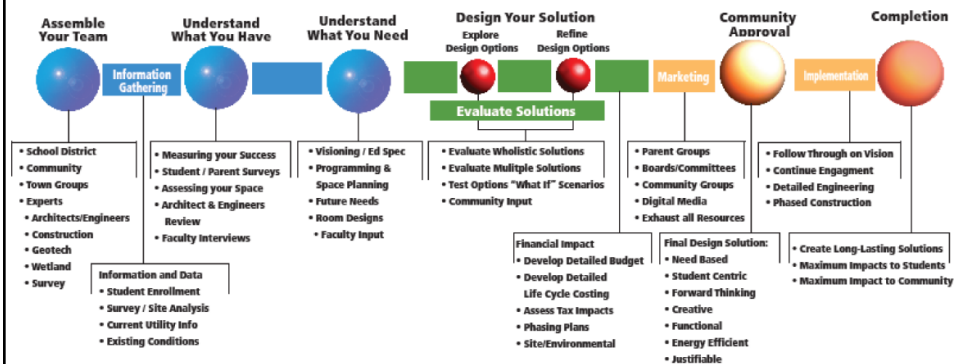 Assemble
Your Team
Understand
What You Have
Understand
What You Need
Design Your Solution
Explore
Design Options
Refine
Design Options
Community
Approval
Completion
Information
Gathering
Marketing
Implementation
Evaluate Solutions
• School District
• Community
• Town Groups
• Experts
• Architects/Engineers
• Construction
• Geotech
• Wetland
• Survey
Information and Data
• Student Enrollment
• Survey / Site Analysis
• Current Utility Info
• Existing Conditions
• Measuring your Success
• Student / Parent Surveys
• Assessing your Space
• Architect & Engineers
Review
• Faculty Interviews
• Visioning / Ed Spec
• Programming &
Space Planning
• Future Needs
• Room Designs
• Faculty Input
• Evaluate Wholistic Solutions
• Evaluate Mulitple Solutions
• Test Options "What If" Scenarios
• Community Input
Financial Impact
• Develop Detailed Budget
• Develop Detailed
Life Cycle Costing
• Assess Tax Impacts
• Phasing Plans
• Site/Environmental
• Parent Groups
• Boards/Committees
• Community Groups
• Digital Media
• Exhaust all Resources
Final Design Solution:
• Need Based
• Student Centric
• Forward Thinking
• Creative
• Functional
• Energy Efficient
• Justifiable
• Follow Through on Vision
• Continue Engagment
• Detailed Engineering
• Phased Construction
• Create Long-Lasting Solutions
• Maximum Impacts to Students
• Maximum Impact to Community